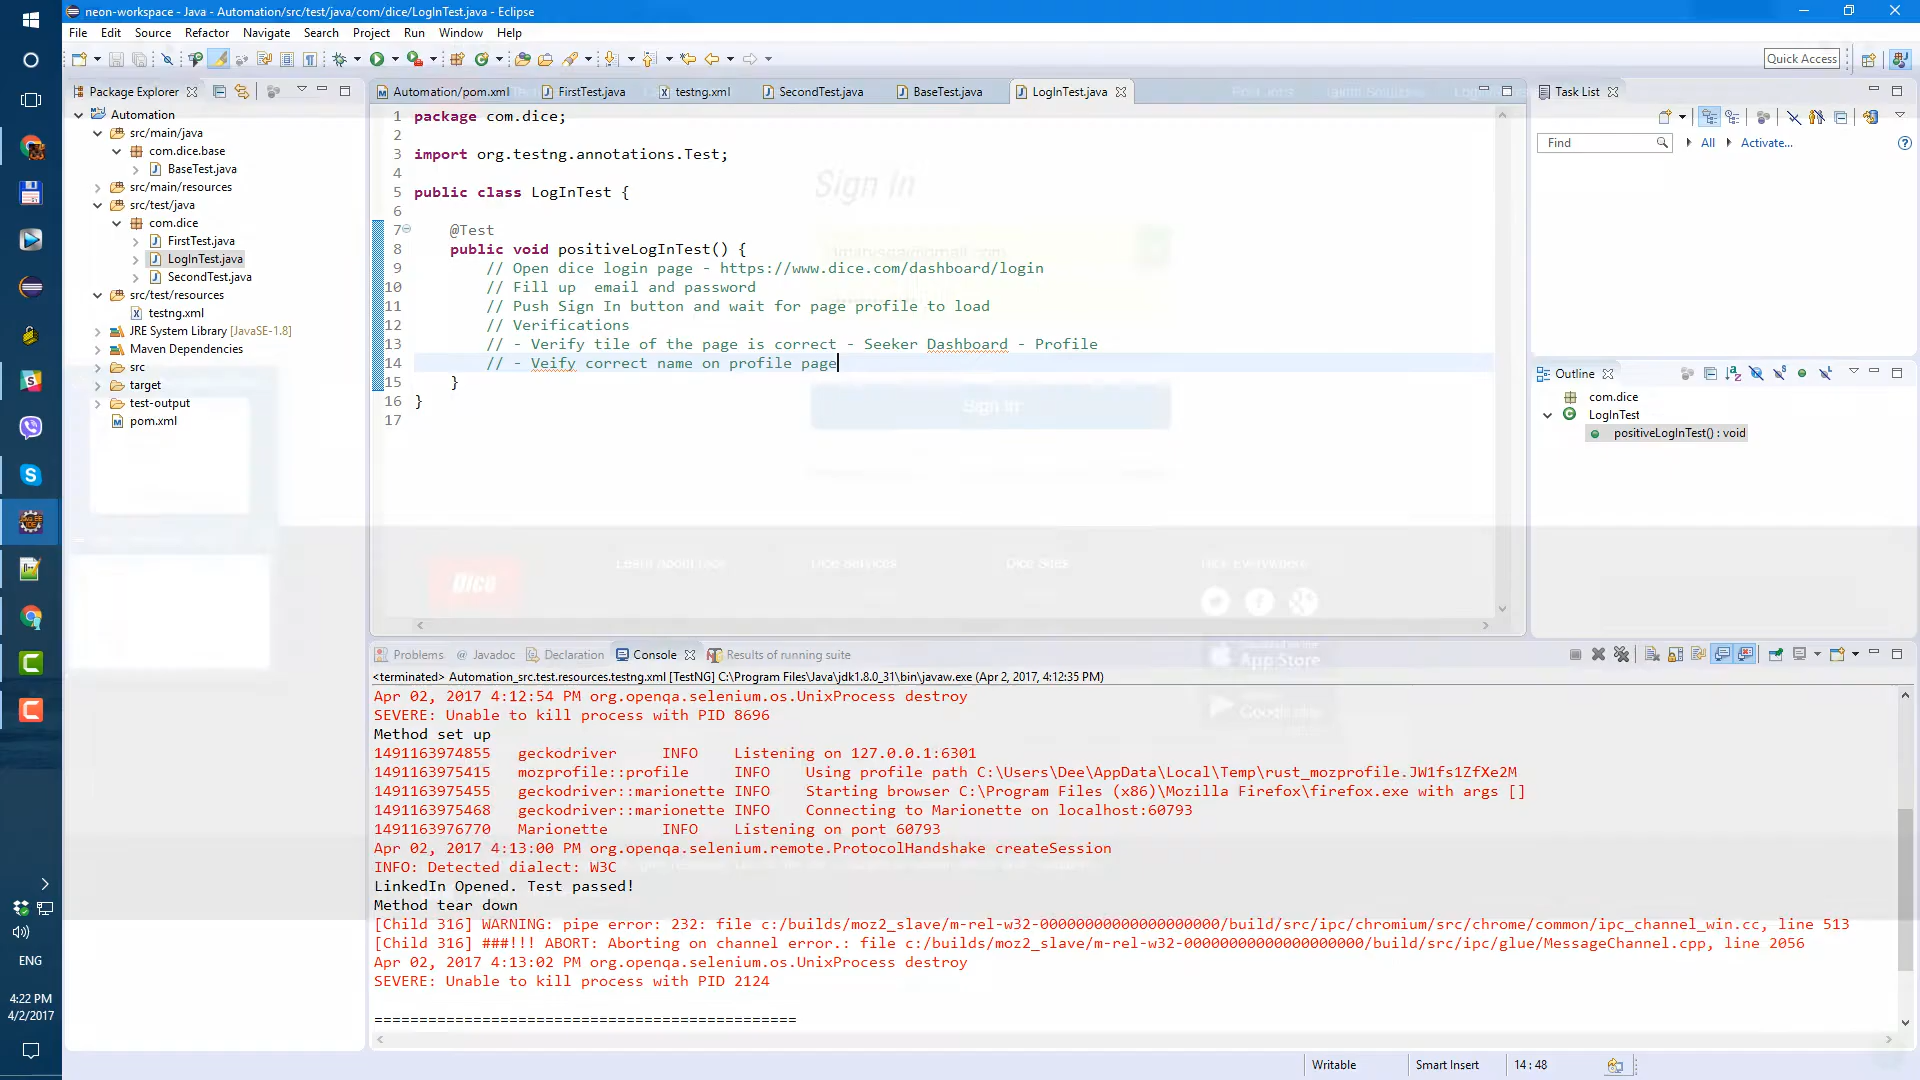 neon-workspace - Java - Automation/src/test/java/com/dice/LogInTest.java - Eclipse
File Edit Source Refactor Navigate Search Project Run Window Help
Quick Access
Package Explorer
Automation
src/main/java
com.dice.base
BaseTest.java
src/main/resources
src/test/java
com.dice
FirstTest.java
LogInTest.java
SecondTest.java
src/test/resources
testng.xml
JRE System Library [JavaSE-1.8]
Maven Dependencies
src
target
test-output
pom.xml
Automation/pom.xml FirstTest.java testng.xml SecondTest.java BaseTest.java LogInTest.java
1 package com.dice;
2
3 import org.testng.annotations.Test;
4
5 public class LogInTest {
6
7 @Test
8 public void positiveLogInTest() {
9 // Open dice login page - https://www.dice.com/dashboard/login
10 // Fill up  email and password
11 // Push Sign In button and wait for page profile to load
12 // Verifications
13 // - Verify tile of the page is correct - Seeker Dashboard - Profile
14 // - Veify correct name on profile page
15 }
16 }
17
Sign In
Sign In
Dice
Learn About Dice Dice Services Dice Sites Dice Everywhere
App Store
Task List
Find
All
Activate...
Outline
com.dice
LogInTest
positiveLogInTest() : void
Problems Javadoc Declaration Console Results of running suite
<terminated> Automation_src.test.resources.testng.xml [TestNG] C:\Program Files\Java\jdk1.8.0_31\bin\javaw.exe (Apr 2, 2017, 4:12:35 PM)
Apr 02, 2017 4:12:54 PM org.openqa.selenium.os.UnixProcess destroy
SEVERE: Unable to kill process with PID 8696
Method set up
1491163974855 geckodriver INFO Listening on 127.0.0.1:6301
1491163975415 mozprofile::profile INFO Using profile path C:\Users\Dee\AppData\Local\Temp\rust_mozprofile.JW1fs1ZfXe2M
1491163975455 geckodriver::marionette INFO Starting browser C:\Program Files (x86)\Mozilla Firefox\firefox.exe with args []
1491163975468 geckodriver::marionette INFO Connecting to Marionette on localhost:60793
1491163976770 Marionette INFO Listening on port 60793
Apr 02, 2017 4:13:00 PM org.openqa.selenium.remote.ProtocolHandshake createSession
INFO: Detected dialect: W3C
LinkedIn Opened. Test passed!
Method tear down
[Child 316] WARNING: pipe error: 232: file c:/builds/moz2_slave/m-rel-w32-00000000000000000000/build/src/ipc/chromium/src/chrome/common/ipc_channel_win.cc, line 513
[Child 316] ###!!! ABORT: Aborting on channel error.: file c:/builds/moz2_slave/m-rel-w32-00000000000000000000/build/src/ipc/glue/MessageChannel.cpp, line 2056
Apr 02, 2017 4:13:02 PM org.openqa.selenium.os.UnixProcess destroy
SEVERE: Unable to kill process with PID 2124
===============================================
Writable Smart Insert 14 : 48
ENG
4:22 PM
4/2/2017